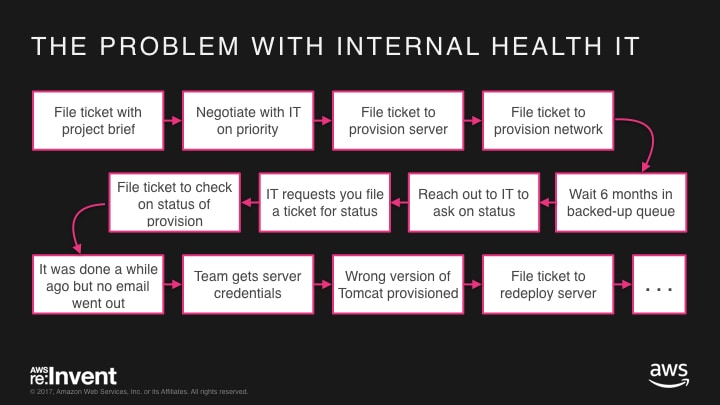 THE PROBLEM WITH INTERNAL HEALTH IT
File ticket with
project brief
Negotiate with IT
on priority
File ticket to
provision server
File ticket to
provision network
Wait 6 months in
backed-up queue
Reach out to IT to
ask on status
IT requests you file
a ticket for status
File ticket to check
on status of
provision
It was done a while
ago but no email
went out
Team gets server
credentials
Wrong version of
Tomcat provisioned
File ticket to
redeploy server
. . .
AWS
re:Invent
© 2017, Amazon Web Services, Inc. or its Affiliates. All rights reserved.
aws